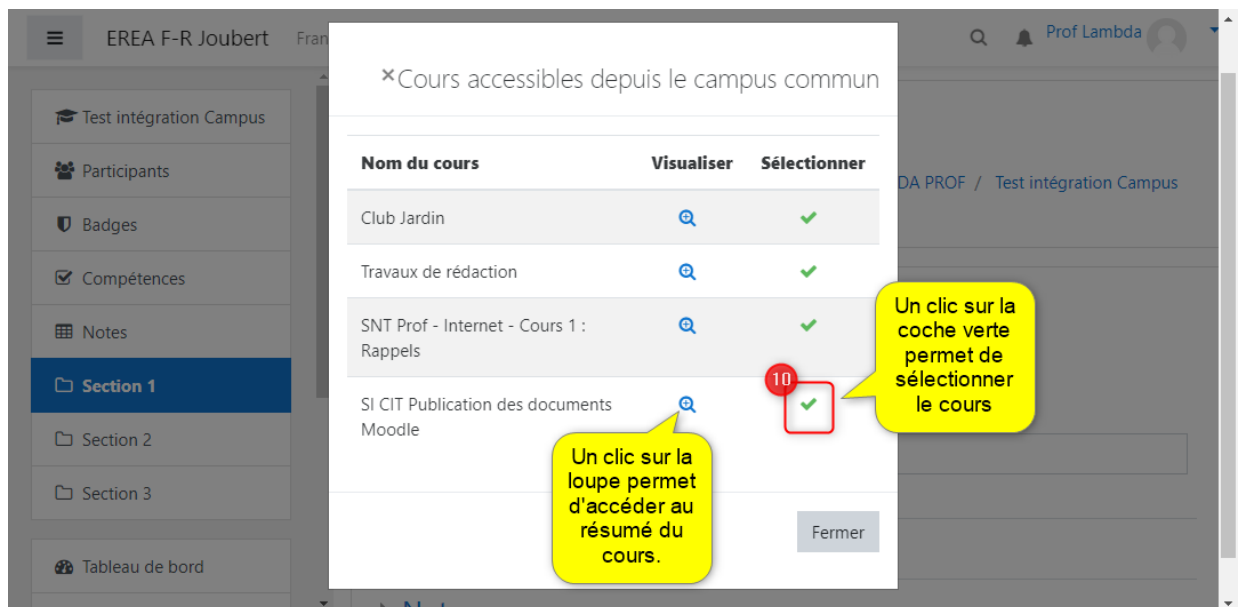 EREA F-R Joubert Fran
Prof Lambda
×Cours accessibles depuis le campus commun
Test intégration Campus
Participants
Badges
Compétences
Notes
Section 1
Section 2
Section 3
Tableau de bord
Nom du cours Visualiser Sélectionner
DA PROF / Test intégration Campus
Club Jardin
Travaux de rédaction
SNT Prof - Internet - Cours 1 :
Rappels
SI CIT Publication des documents
Moodle
10
Un clic sur la
coche verte
permet de
sélectionner
le cours
Un clic sur la
loupe permet
d'accéder au
résumé du
cours.
Fermer